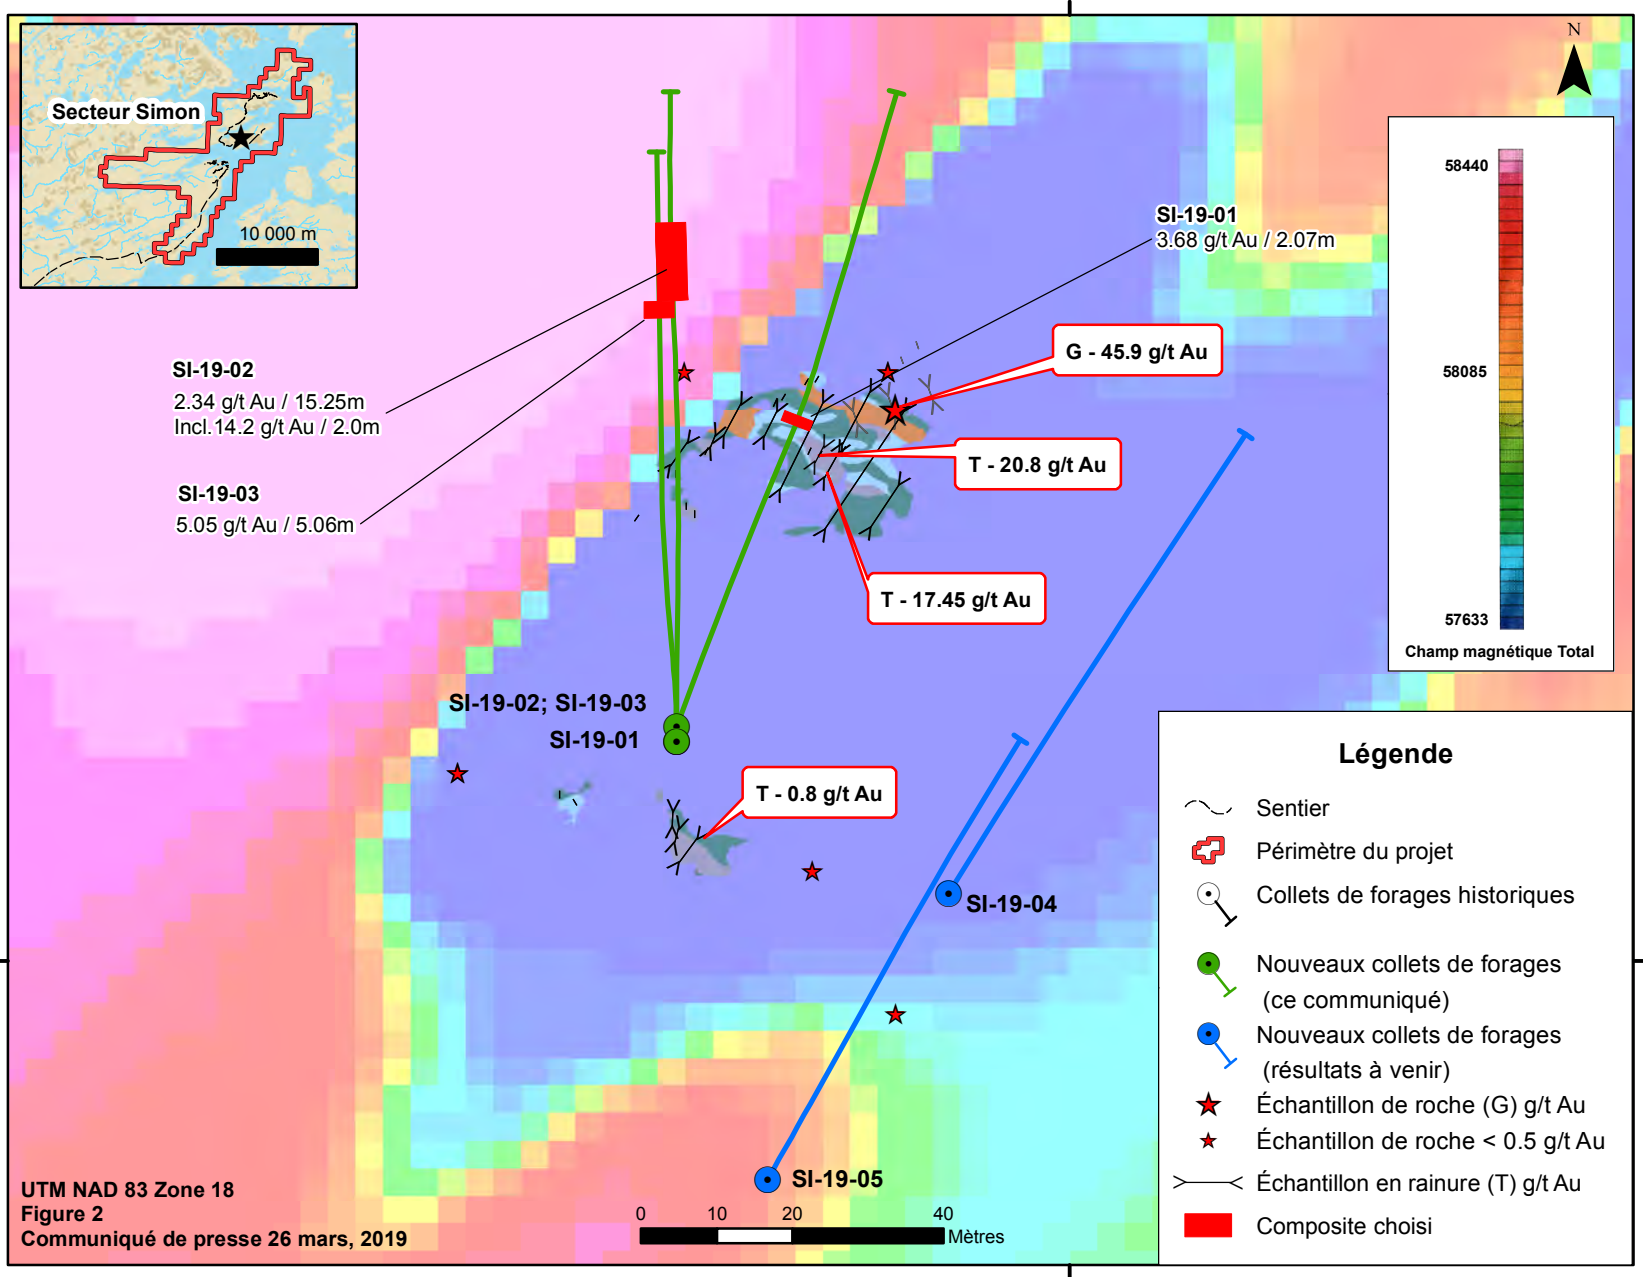 Secteur Simon
10 000 m
N
58440
58085
57633
Champ magnétique Total
SI-19-01
3.68 g/t Au / 2.07m
G - 45.9 g/t Au
SI-19-02
2.34 g/t Au / 15.25m
Incl.14.2 g/t Au / 2.0m
T - 20.8 g/t Au
SI-19-03
5.05 g/t Au / 5.06m
T - 17.45 g/t Au
SI-19-02; SI-19-03
SI-19-01
T - 0.8 g/t Au
SI-19-04
SI-19-05
Légende
Sentier
Périmètre du projet
Collets de forages historiques
Nouveaux collets de forages
(ce communiqué)
Nouveaux collets de forages
(résultats à venir)
Échantillon de roche (G) g/t Au
Échantillon de roche < 0.5 g/t Au
Échantillon en rainure (T) g/t Au
Composite choisi
UTM NAD 83 Zone 18
Figure 2
Communiqué de presse 26 mars, 2019
0 10 20 40
Mètres